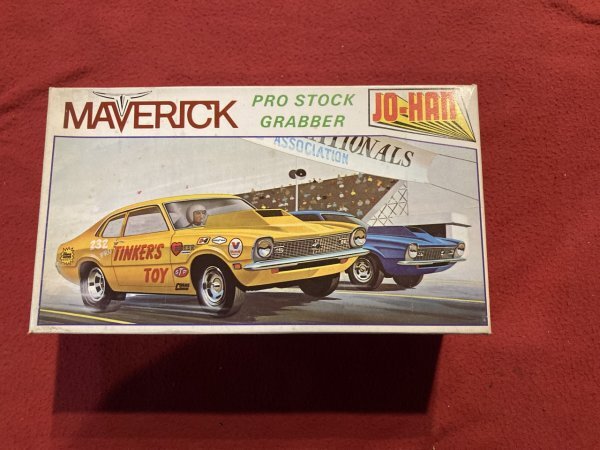 MAVERICK
PRO STOCK
GRABBER
JO-HAN
NATIONALS
ASSOCIATION
232
TINKER'S
TOY
STP